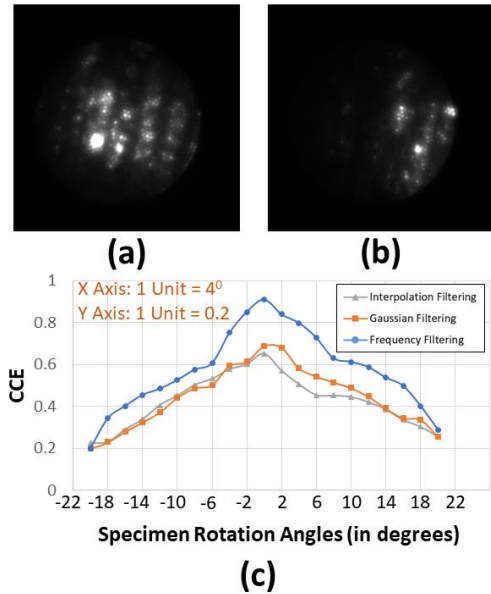 (a)
(b)
X Axis: 1 Unit = 4⁰
Y Axis: 1 Unit = 0.2
Interpolation Filtering
Gaussian Filtering
Frequency FIltering
1
0.8
0.6
0.4
0.2
0
CCE
-22 -18 -14 -10 -6 -2 2 6 10 14 18 22
Specimen Rotation Angles (in degrees)
(c)